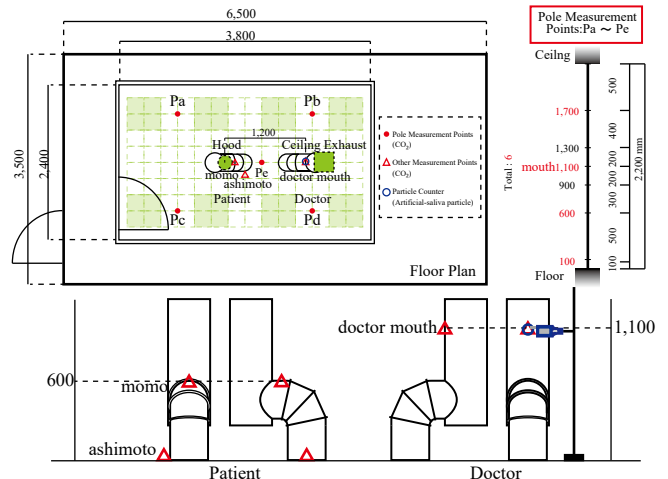 6,500
3,800
3,500
2,400
Pa
Pb
1,200
Hood
Ceiling Exhaust
momo
Pe
ashimoto
doctor mouth
Patient
Doctor
Pc
Pd
Floor Plan
Pole Measurement Points
(CO₂)
Other Measurement Points
(CO₂)
Particle Counter
(Artificial-saliva particle)
Pole Measurement
Points:Pa ～ Pe
Ceilng
1,700
1,300
mouth1,100
900
600
100
Floor
Total : 6
500
400
200
200
300
500
100
2,200 mm
doctor mouth
1,100
600
momo
ashimoto
Patient
Doctor